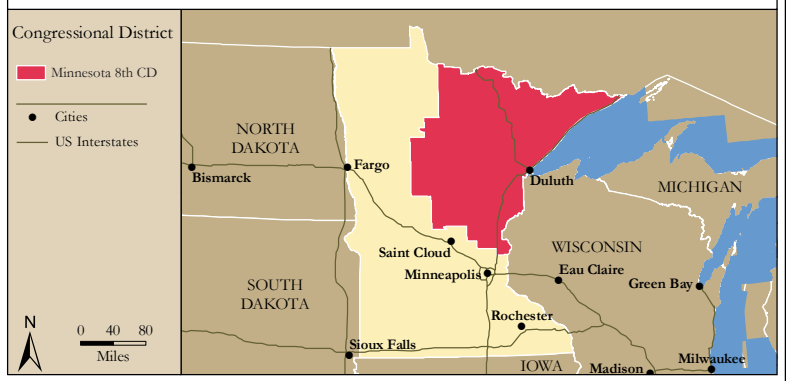 Congressional District
Minnesota 8th CD
Cities
US Interstates
N
0 40 80
Miles
NORTH
DAKOTA
Fargo
Bismarck
Duluth
MICHIGAN
Saint Cloud
WISCONSIN
Minneapolis
Eau Claire
Green Bay
SOUTH
DAKOTA
Rochester
Sioux Falls
IOWA
Madison
Milwaukee